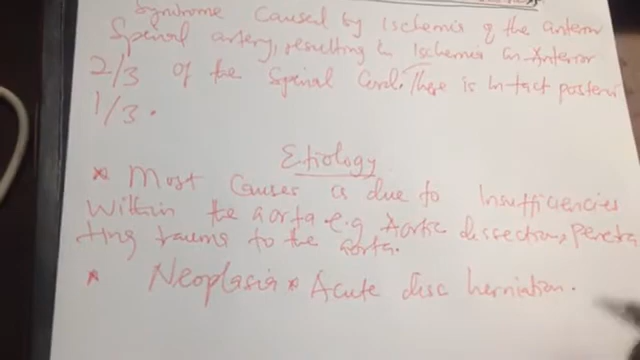 Syndrome caused by Ischemia of the anterior
Spinal artery, resulting in Ischemia in Anterior
2/3 of the Spinal Cord. There is intact posteri
1/3.
Etiology
* Most Causes is due to Insufficiencies
Within the aorta e.g Aortic dissection, penetra
ting trauma to the aorta.
* Neoplasia * Acute disc herniation.